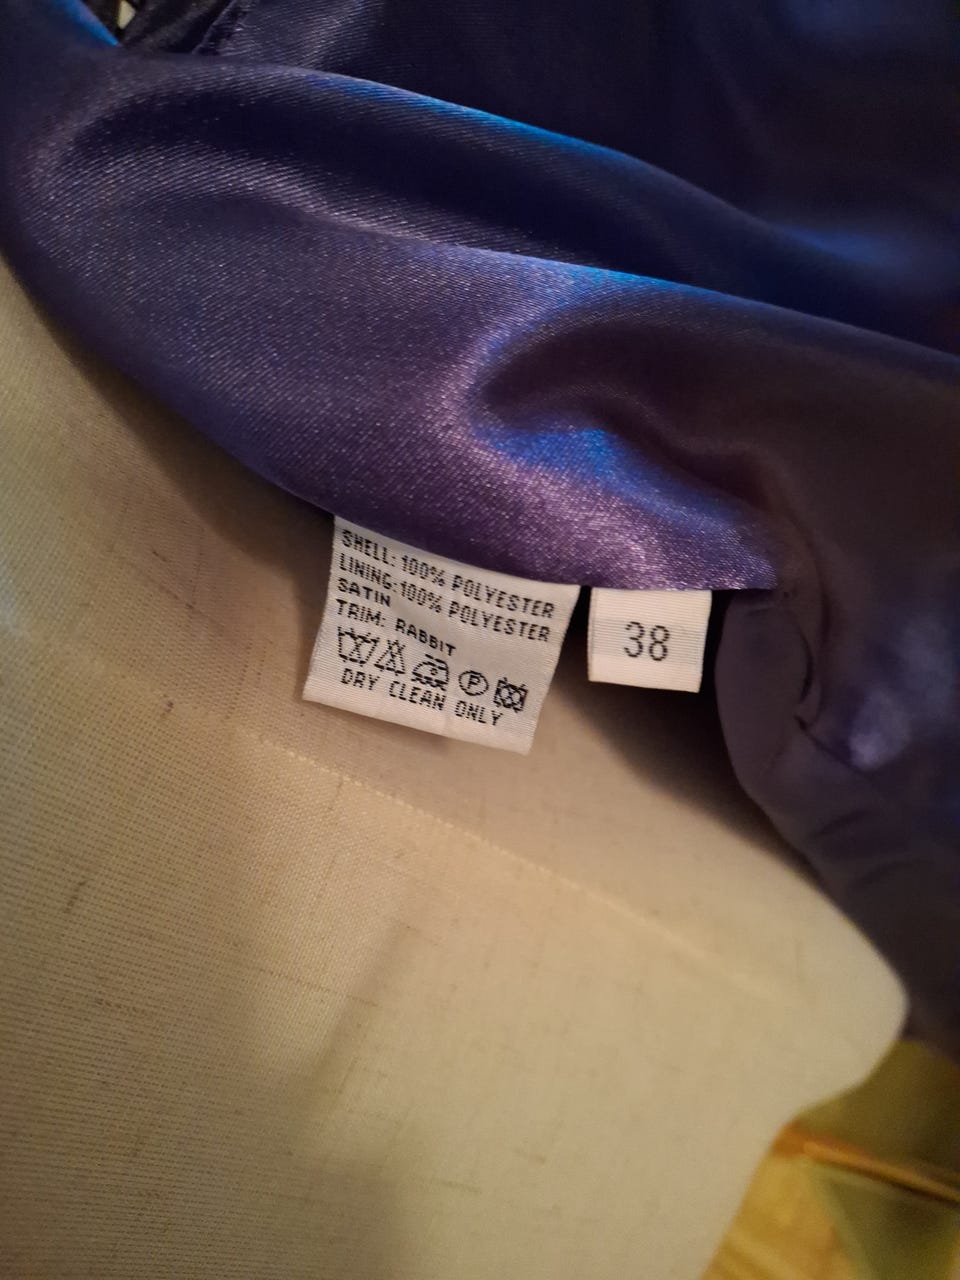 SHELL: 100% POLYESTER
LINING: 100% POLYESTER
SATIN
TRIM: RABBIT
P
DRY CLEAN ONLY
38